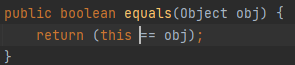 public boolean equals(Object obj) {
    return (this == obj);
}